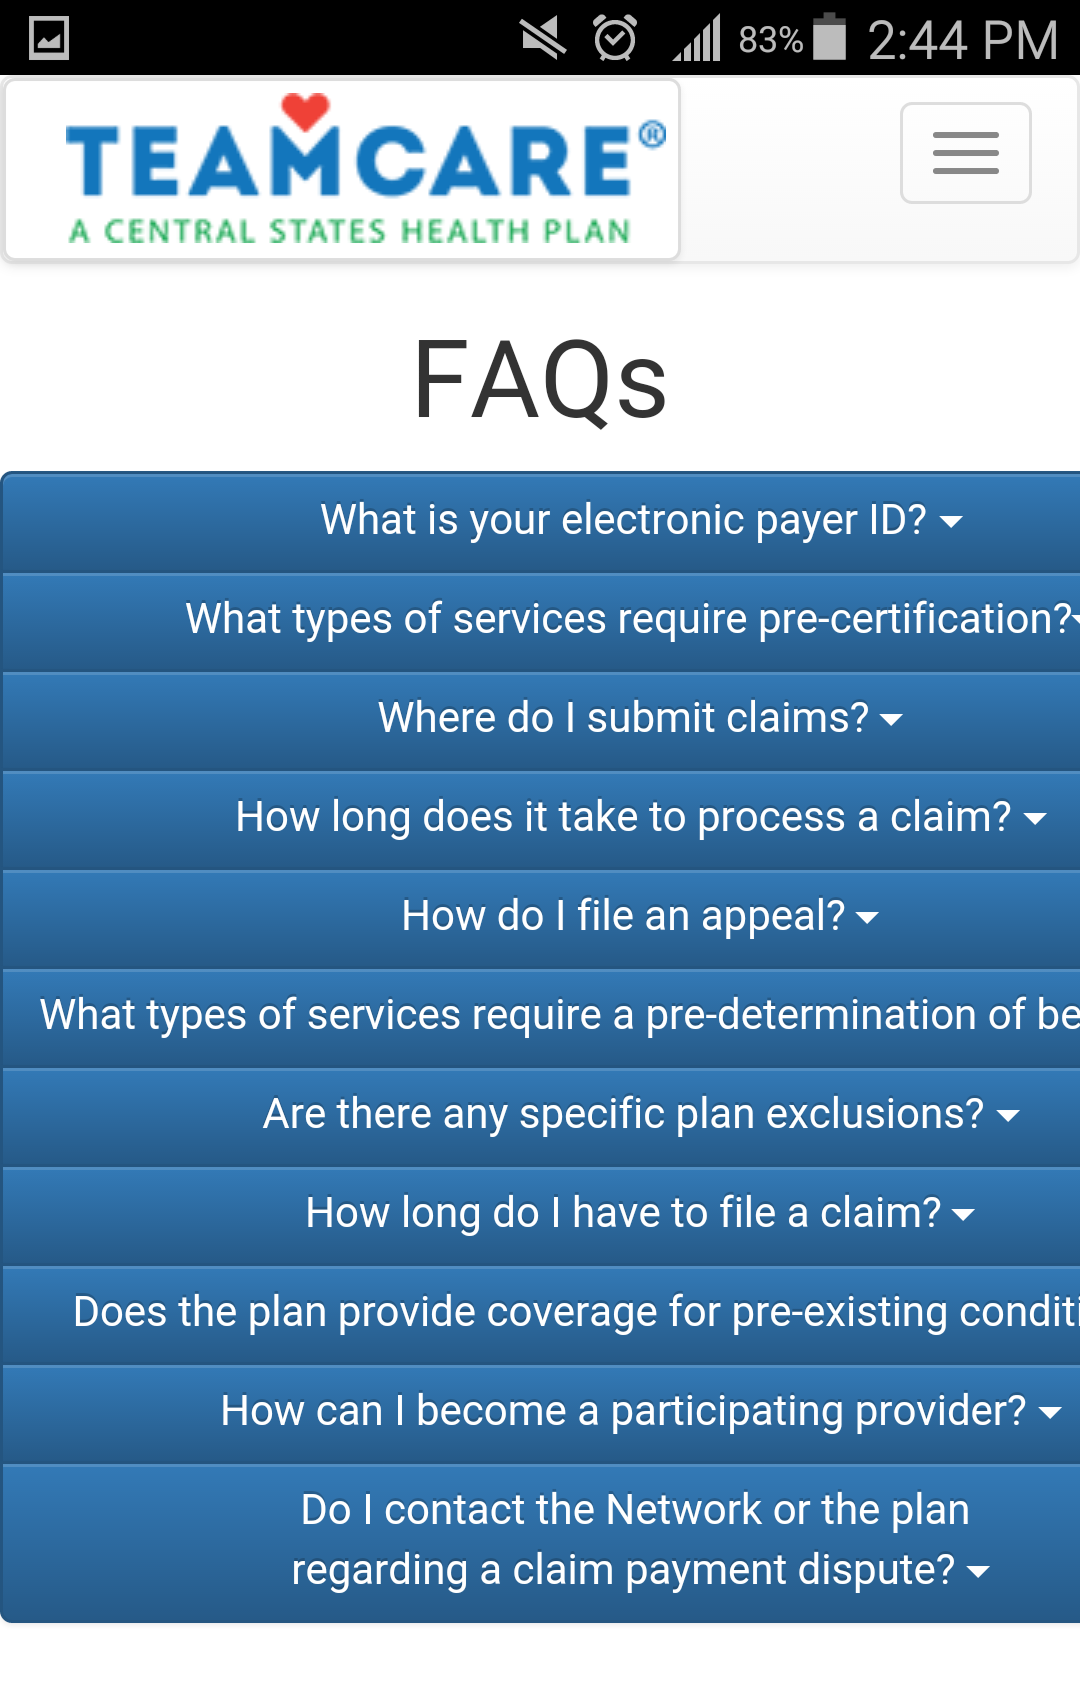 83% 2:44 PM
TEAMCARE®
A CENTRAL STATES HEALTH PLAN
FAQs
What is your electronic payer ID?
What types of services require pre-certification?
Where do I submit claims?
How long does it take to process a claim?
How do I file an appeal?
What types of services require a pre-determination of be
Are there any specific plan exclusions?
How long do I have to file a claim?
Does the plan provide coverage for pre-existing conditi
How can I become a participating provider?
Do I contact the Network or the plan
regarding a claim payment dispute?